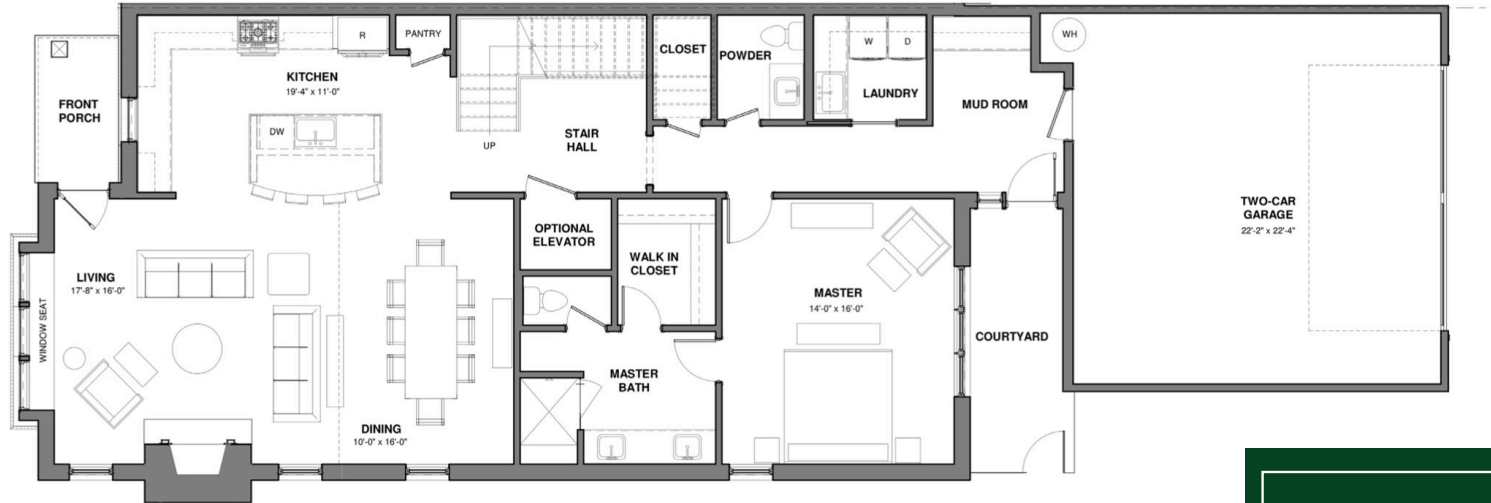 PANTRY
R
KITCHEN
19'-4" x 11'-0"
FRONT
PORCH
DW
UP
STAIR
HALL
CLOSET
POWDER
W
D
LAUNDRY
MUD ROOM
WH
TWO-CAR
GARAGE
22'-2" x 22'-4"
OPTIONAL
ELEVATOR
WALK IN
CLOSET
LIVING
17'-8" x 16'-0"
WINDOW SEAT
MASTER
14'-0" x 16'-0"
COURTYARD
MASTER
BATH
DINING
10'-0" x 16'-0"